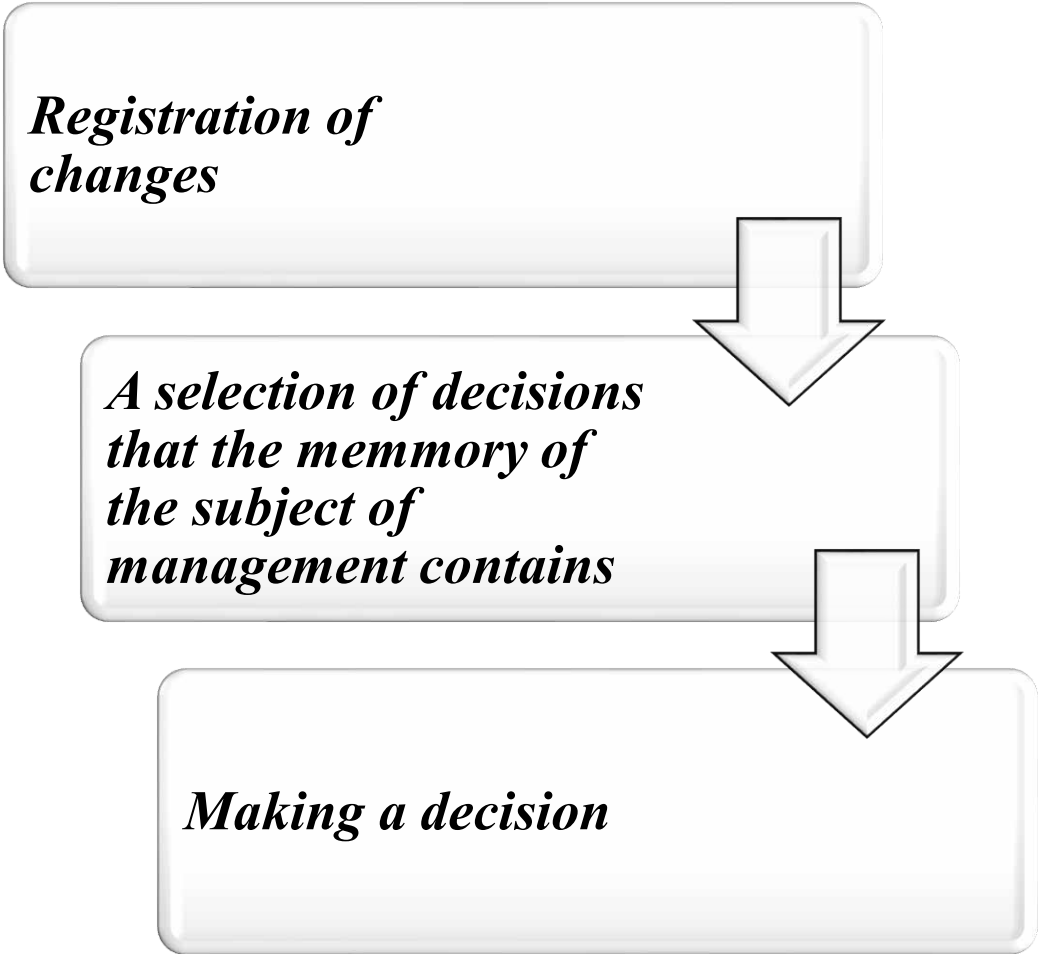 Registration of
changes
A selection of decisions
that the memmory of
the subject of
management contains
Making a decision